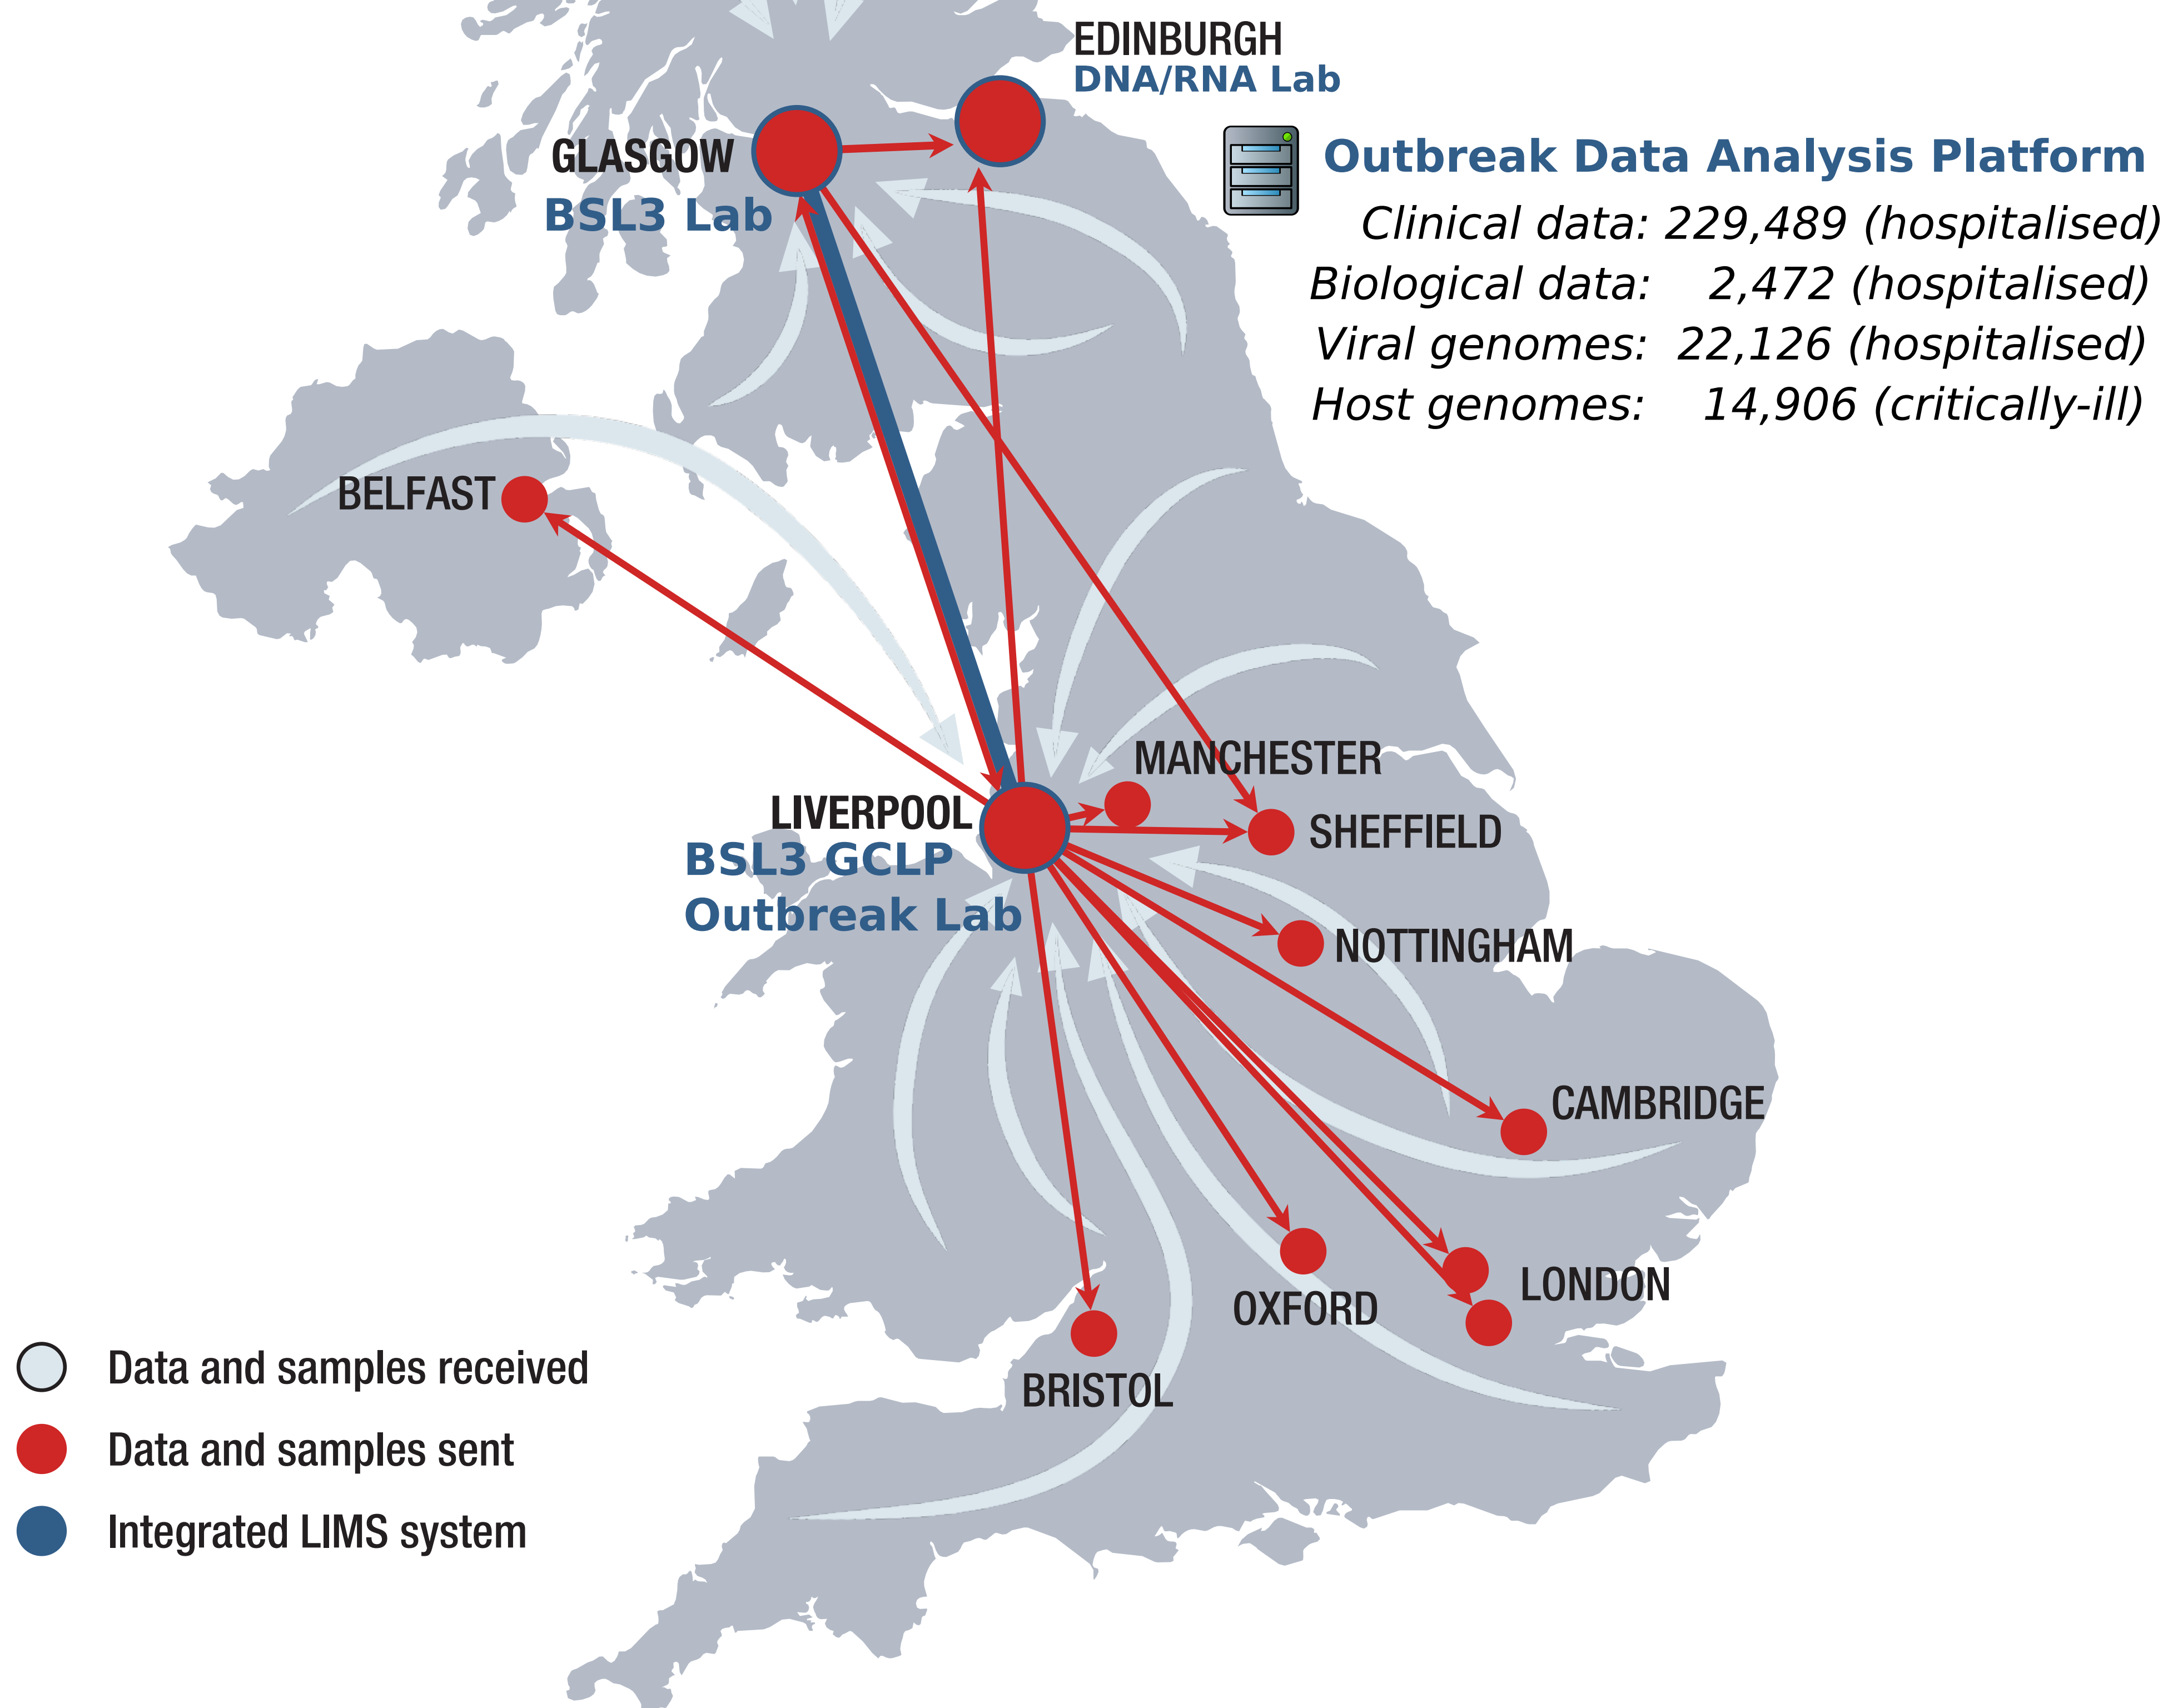 EDINBURGH
DNA/RNA Lab
GLASGOW
BSL3 Lab
Outbreak Data Analysis Platform
Clinical data: 229,489 (hospitalised)
Biological data: 2,472 (hospitalised)
Viral genomes: 22,126 (hospitalised)
Host genomes: 14,906 (critically-ill)
BELFAST
MANCHESTER
LIVERPOOL
BSL3 GCLP
Outbreak Lab
SHEFFIELD
NOTTINGHAM
CAMBRIDGE
LONDON
OXFORD
BRISTOL
Data and samples received
Data and samples sent
Integrated LIMS system